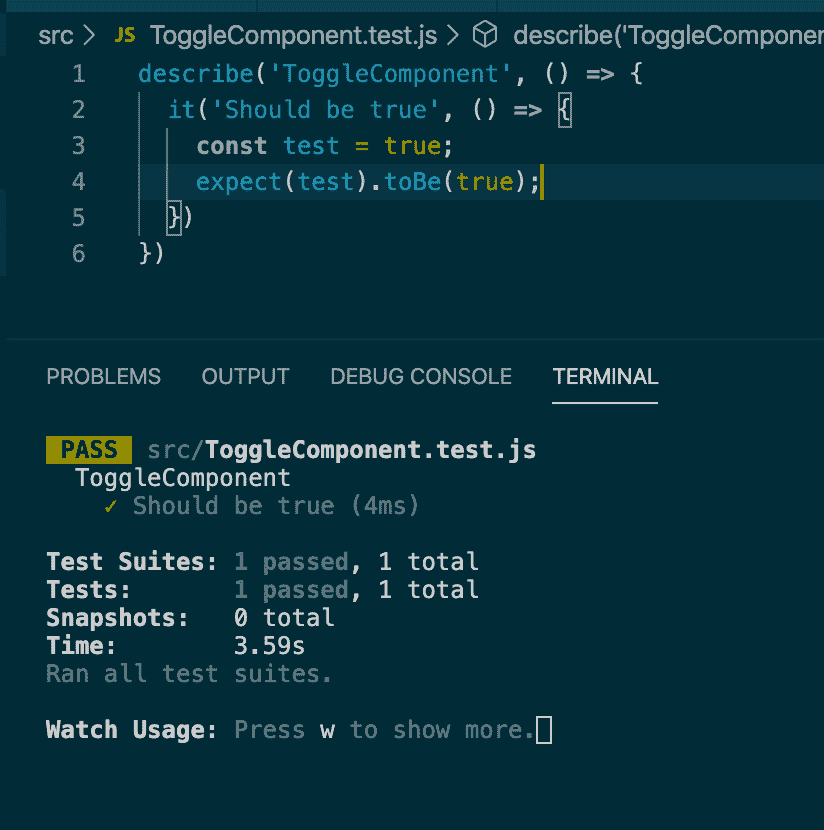 src > JS ToggleComponent.test.js > describe('ToggleComponer
1 describe('ToggleComponent', () => {
2 it('Should be true', () => {
3 const test = true;
4 expect(test).toBe(true);
5 })
6 })
PROBLEMS OUTPUT DEBUG CONSOLE TERMINAL
PASS src/ToggleComponent.test.js
ToggleComponent
✓ Should be true (4ms)
Test Suites: 1 passed, 1 total
Tests: 1 passed, 1 total
Snapshots: 0 total
Time: 3.59s
Ran all test suites.
Watch Usage: Press w to show more.